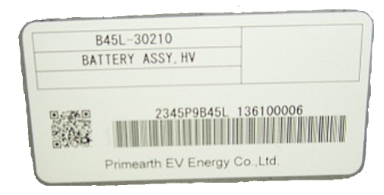 B45L-30210
BATTERY ASSY,HV
2345P9B45L 136100006
Primearth EV Energy Co.,Ltd.